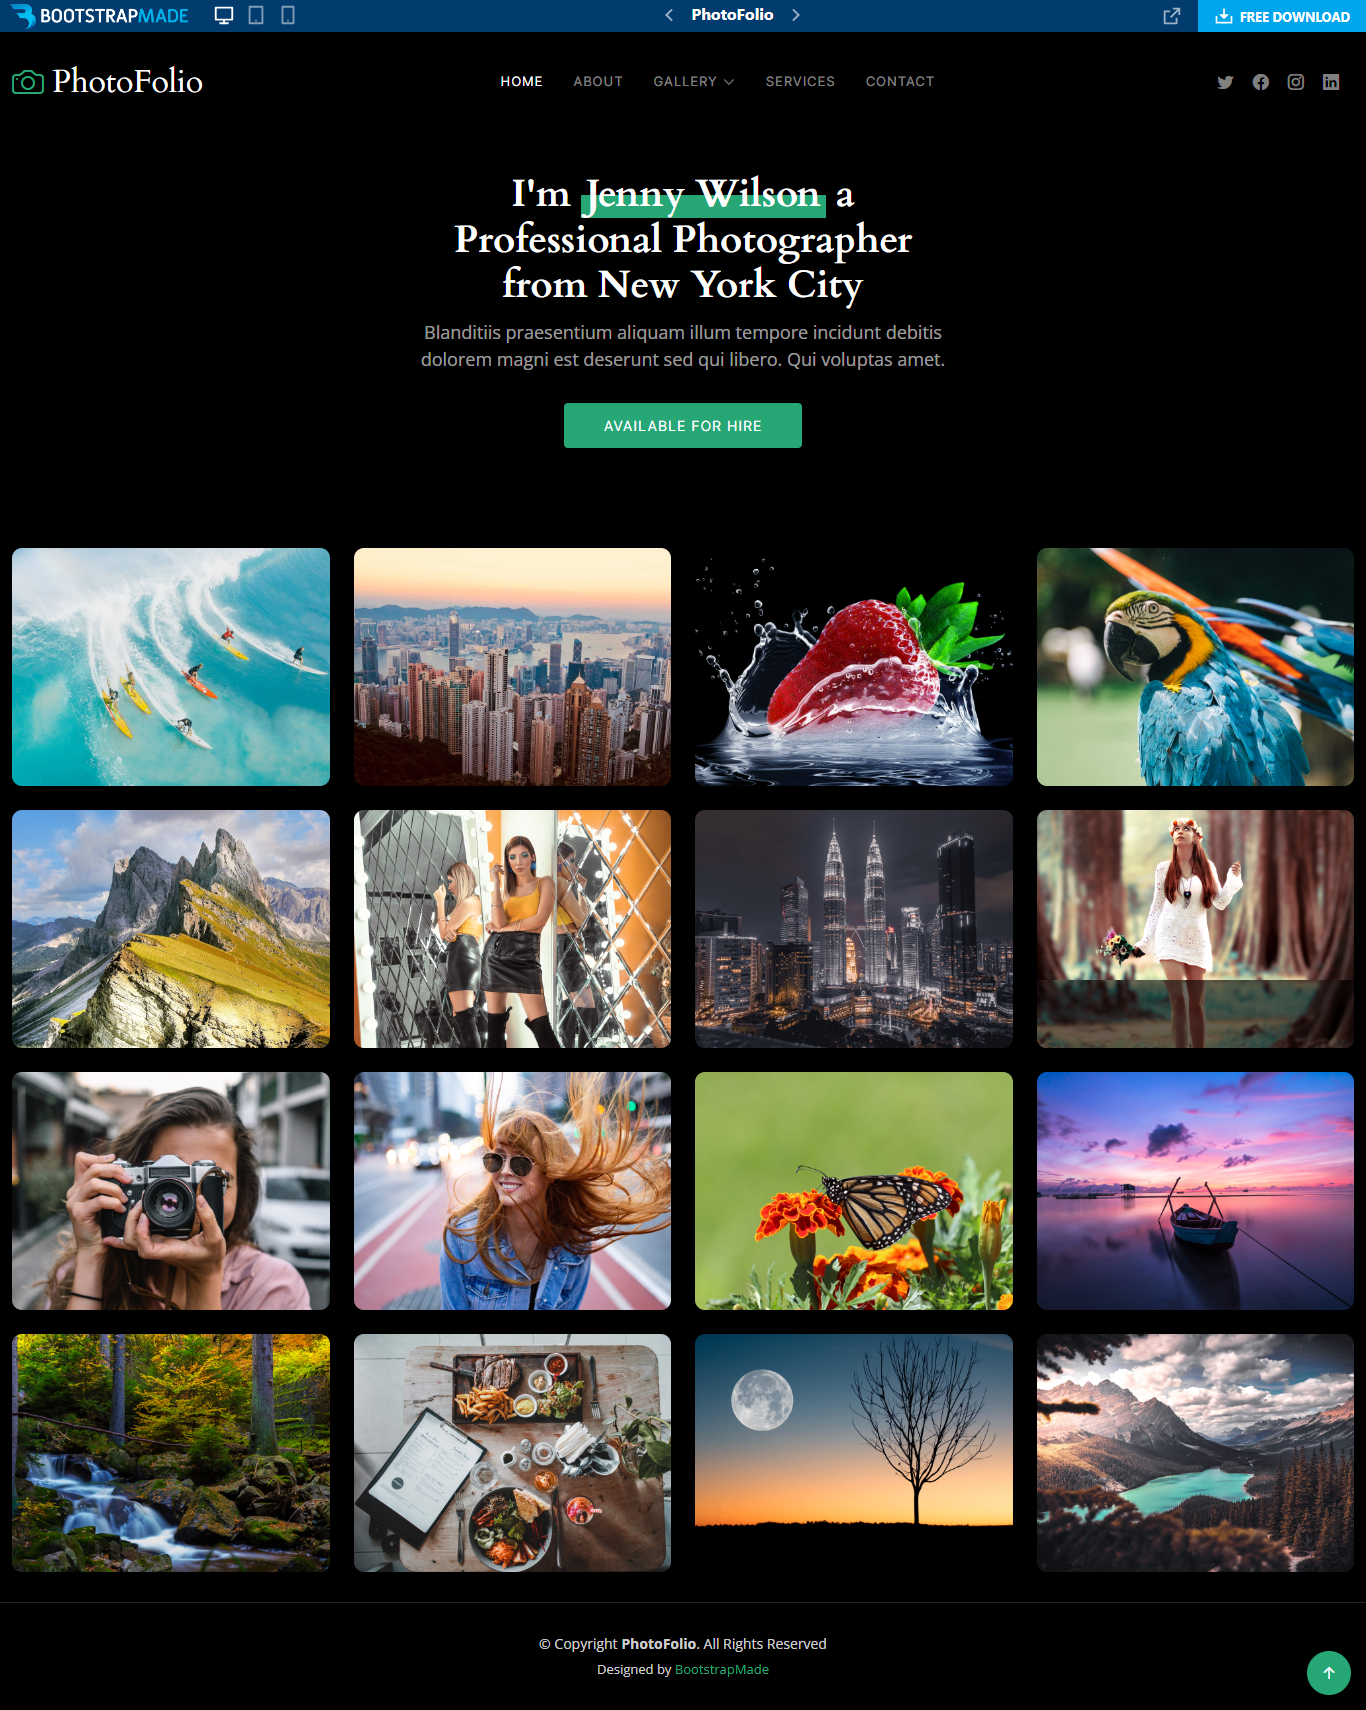 BOOTSTRAPMADE
PhotoFolio
FREE DOWNLOAD
PhotoFolio
HOME
ABOUT
GALLERY
SERVICES
CONTACT
I'm Jenny Wilson a
Professional Photographer
from New York City
Blanditiis praesentium aliquam illum tempore incidunt debitis
dolorem magni est deserunt sed qui libero. Qui voluptas amet.
AVAILABLE FOR HIRE
© Copyright PhotoFolio. All Rights Reserved
Designed by BootstrapMade